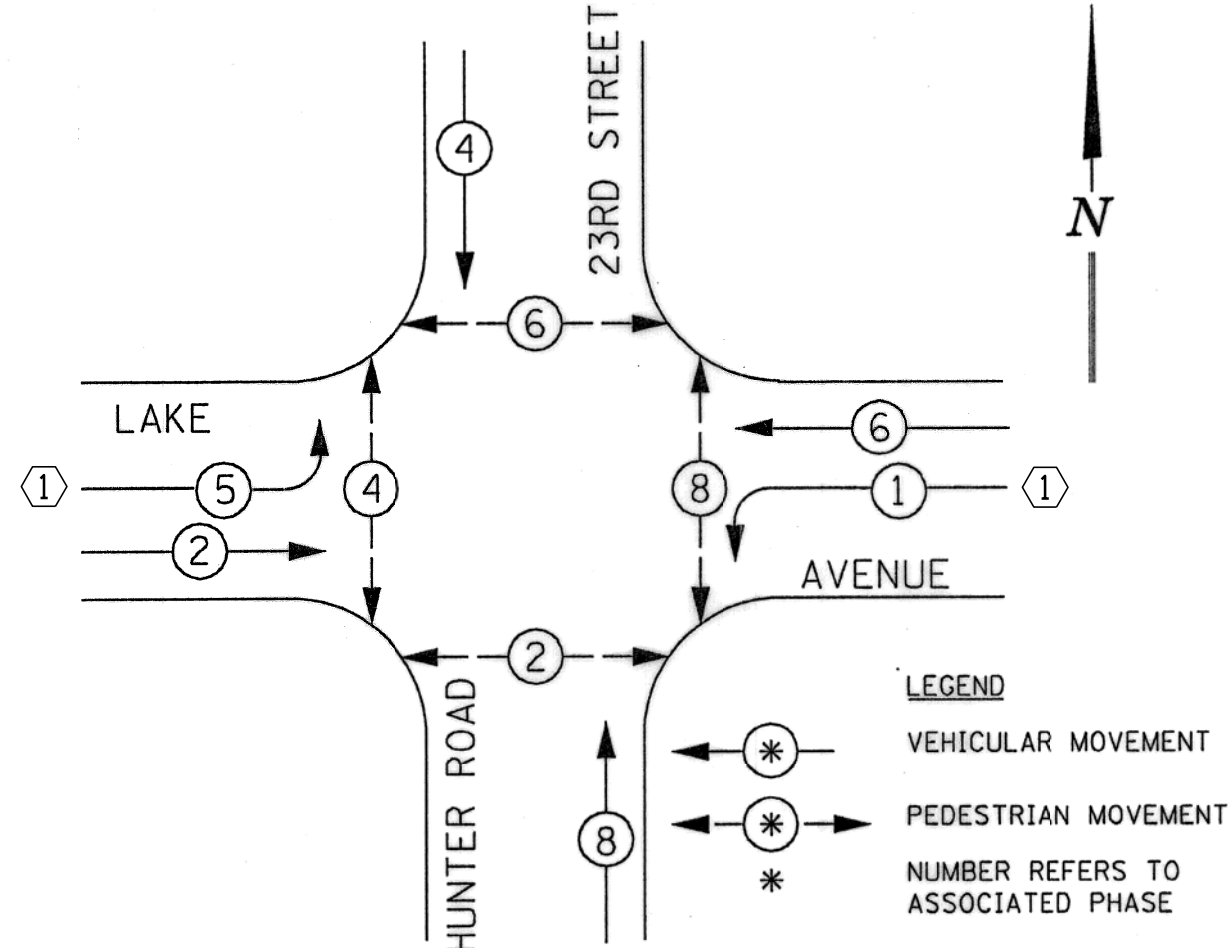 23RD STREET
4
N
6
LAKE
6
1
5
4
8
1
1
2
AVENUE
2
HUNTER ROAD
8
LEGEND
* VEHICULAR MOVEMENT
* PEDESTRIAN MOVEMENT
* NUMBER REFERS TO
ASSOCIATED PHASE